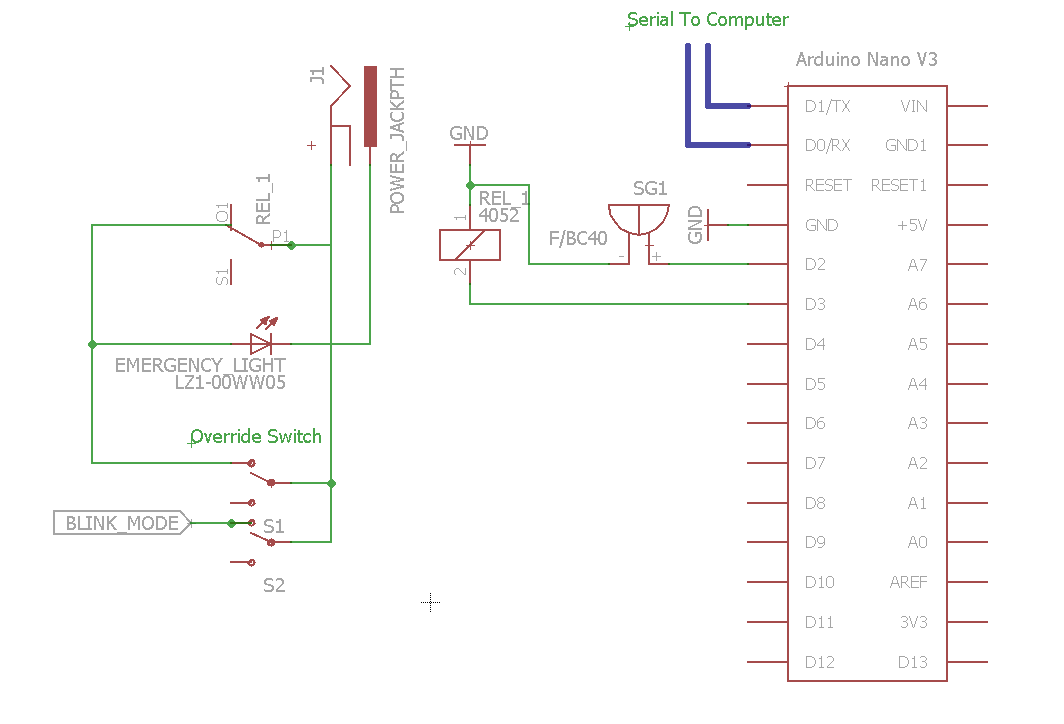 Serial To Computer
Arduino Nano V3
J1
POWER_JACKPTH
+
GND
REL_1
4052
1
2
SG1
F/BC40
-
+
GND
O1
REL_1
P1
S1
EMERGENCY_LIGHT
LZ1-00WW05
Override Switch
BLINK_MODE
S1
S2
D1/TX VIN
D0/RX GND1
RESET RESET1
GND +5V
D2 A7
D3 A6
D4 A5
D5 A4
D6 A3
D7 A2
D8 A1
D9 A0
D10 AREF
D11 3V3
D12 D13